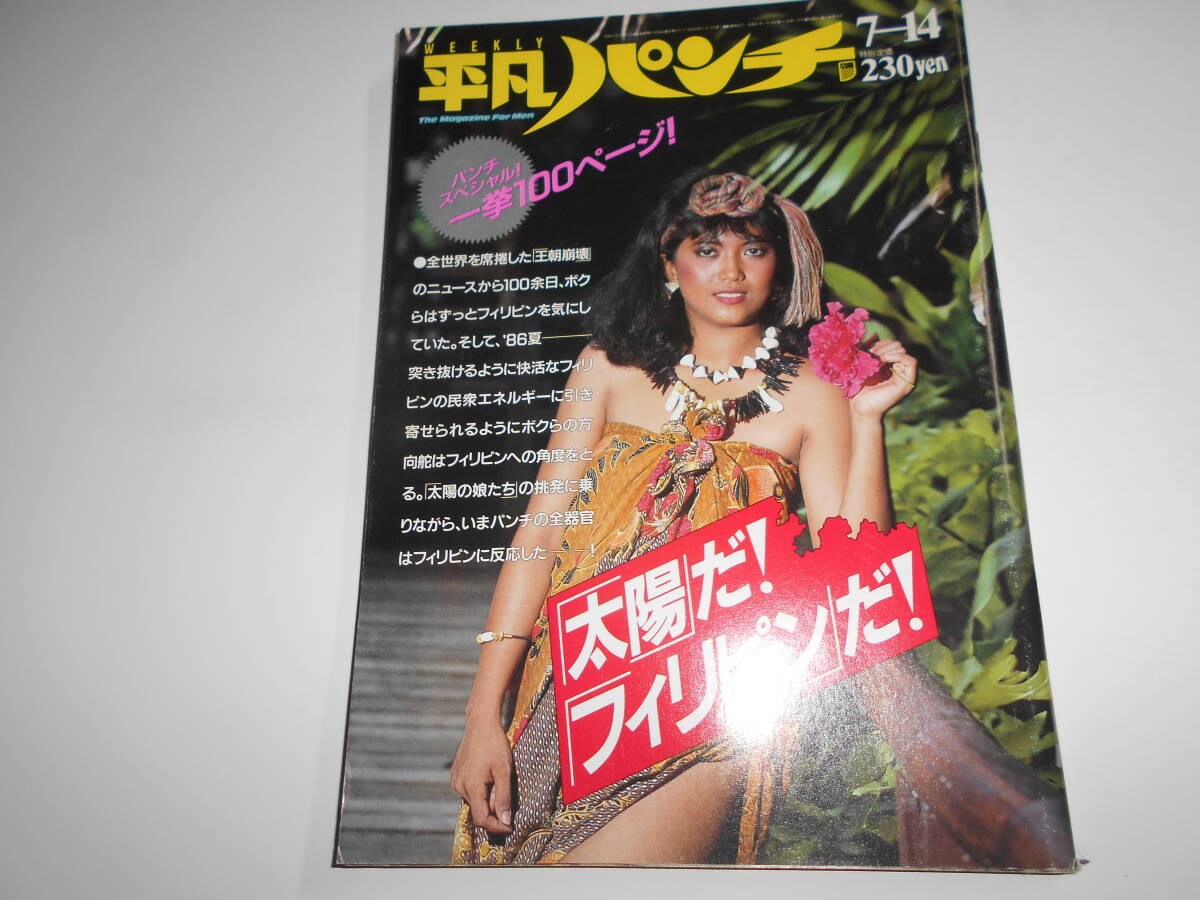 WEEKLY
平凡パンチ
The Magazine For Men
7-14
特別定価
230yen
パンチ
スペシャル!
一挙100ページ!
●全世界を席捲した「王朝崩壊」
のニュースから100余日、ボク
らはずっとフィリピンを気にし
ていた。そして、'86夏――
突き抜けるように快活なフィリ
ピンの民衆エネルギーに引き
寄せられるようにボクらの方
向舵はフィリピンへの角度をと
る。「太陽の娘たち」の挑発に乗
りながら、いまパンチの全器官
はフィリピンに反応した――!
「太陽」だ!
「フィリピン」だ!